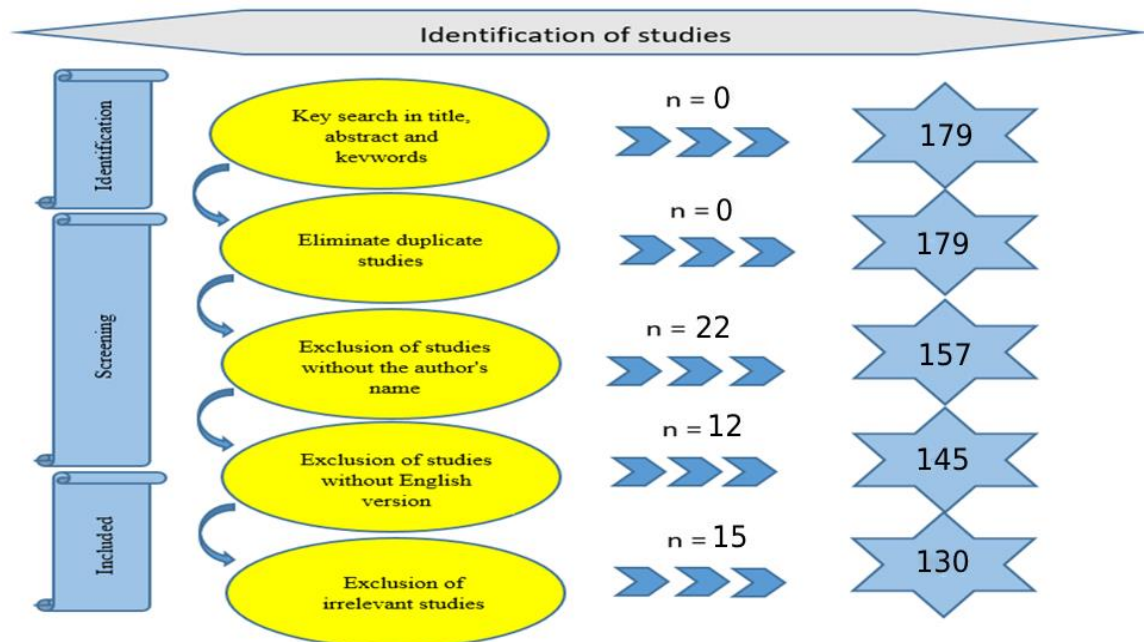 Identification of studies
Identification
Key search in title,
abstract and
kevwords
n = 0
179
Screening
Eliminate duplicate
studies
n = 0
179
Exclusion of studies
without the author's
name
n = 22
157
Exclusion of studies
without English
version
n = 12
145
Included
Exclusion of
irrelevant studies
n = 15
130